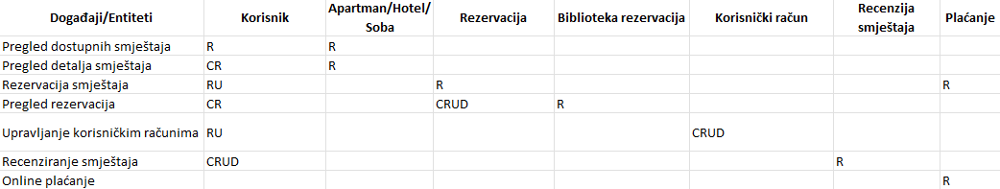 Događaji/Entiteti Korisnik Apartman/Hotel/ Soba Rezervacija Biblioteka rezervacija Korisnički račun Recenzija smještaja Plaćanje
Pregled dostupnih smještaja R R
Pregled detalja smještaja CR R
Rezervacija smještaja RU R R
Pregled rezervacija CR CRUD R
Upravljanje korisničkim računima RU CRUD
Recenziranje smještaja CRUD R
Online plaćanje R